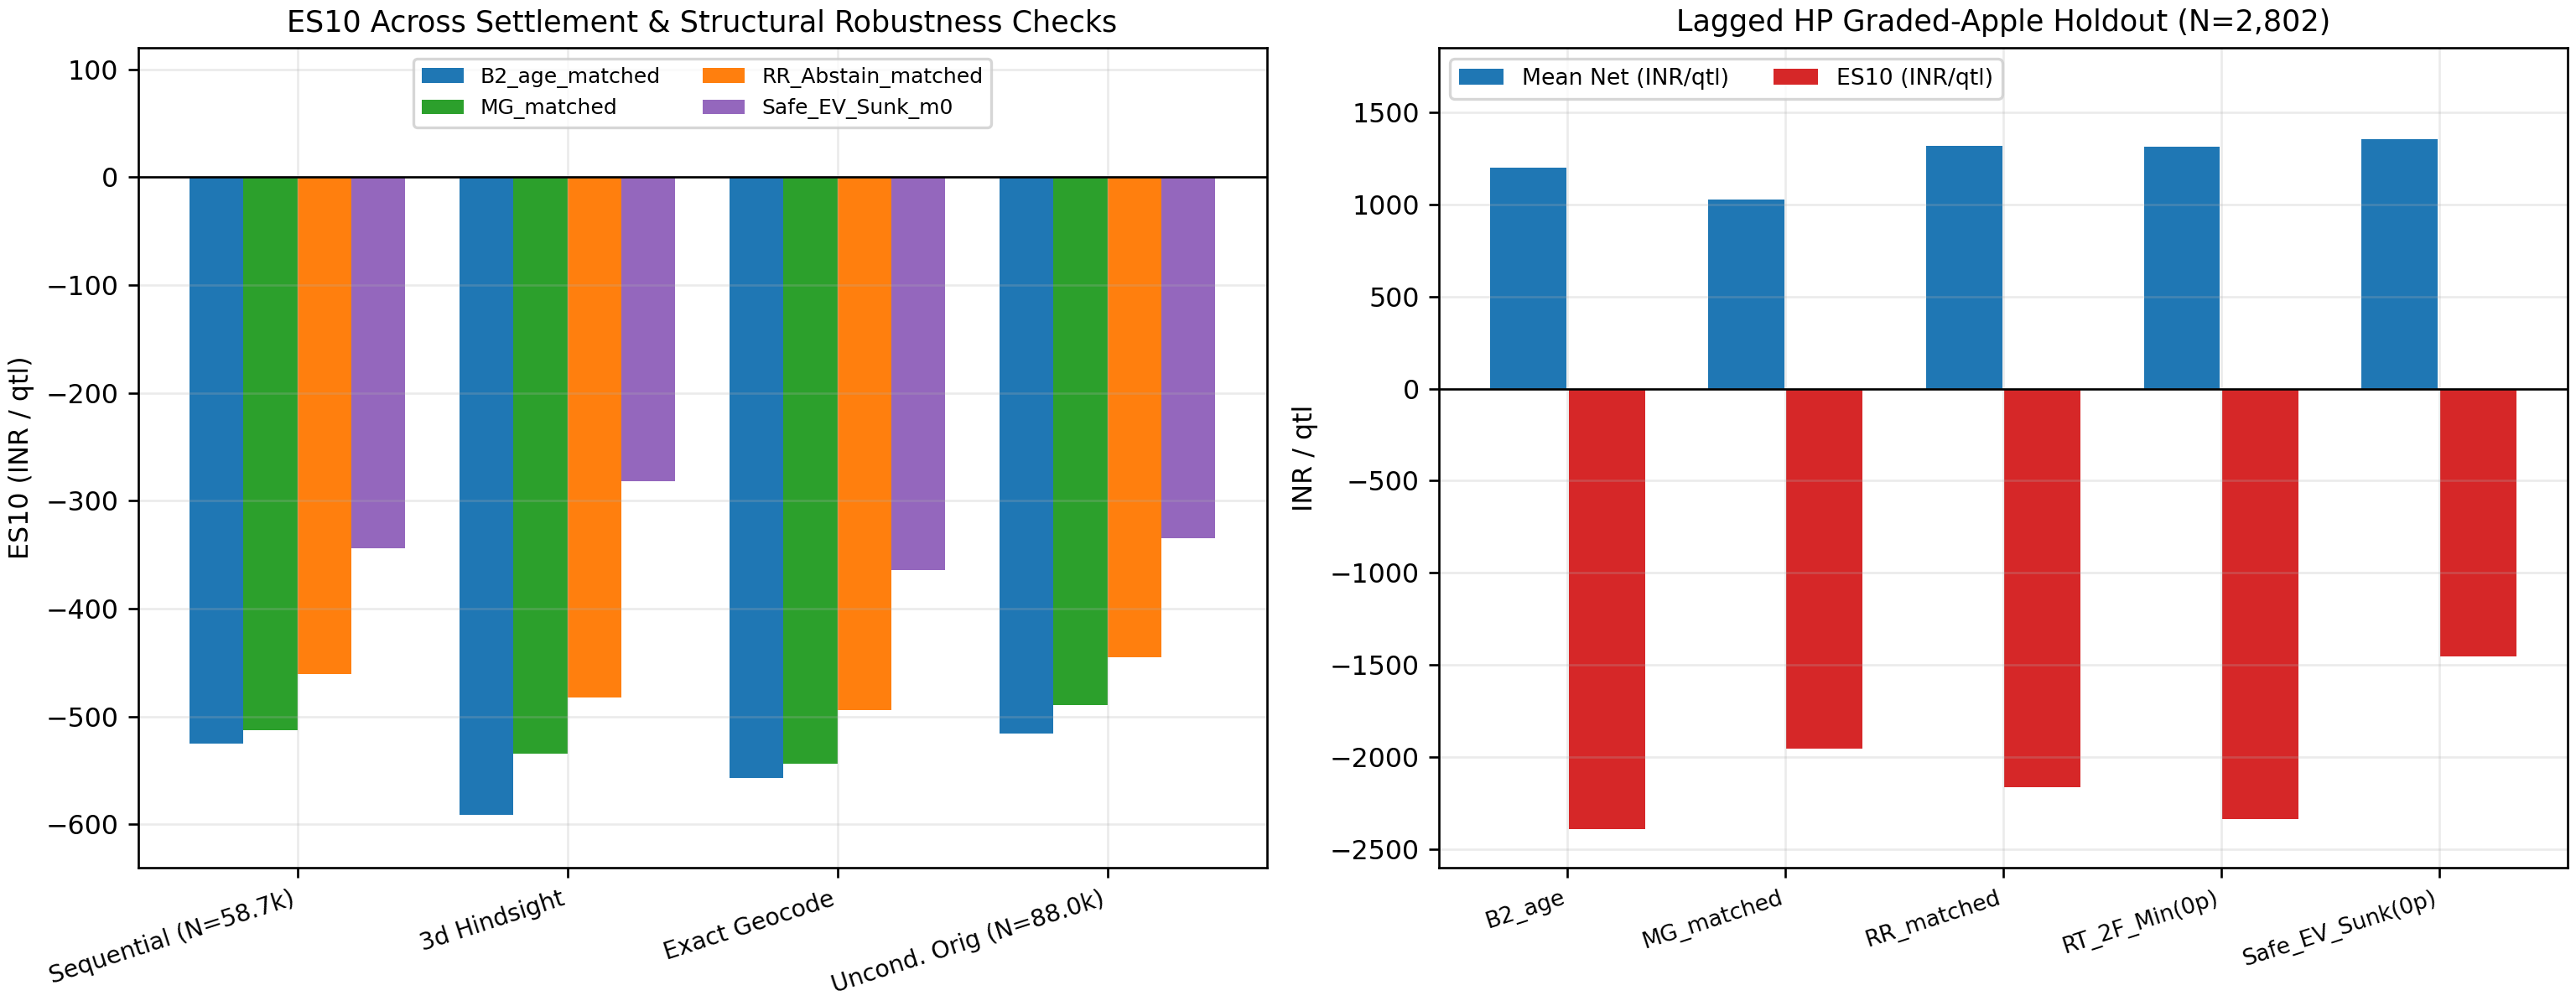 ES10 Across Settlement & Structural Robustness Checks
B2_age_matched
MG_matched
RR_Abstain_matched
Safe_EV_Sunk_m0
ES10 (INR / qtl)
100
0
−100
−200
−300
−400
−500
−600
Sequential (N=58.7k)
3d Hindsight
Exact Geocode
Uncond. Orig (N=88.0k)
Lagged HP Graded-Apple Holdout (N=2,802)
Mean Net (INR/qtl)
ES10 (INR/qtl)
INR / qtl
1500
1000
500
0
−500
−1000
−1500
−2000
−2500
B2_age
MG_matched
RR_matched
RT_2F_Min(0p)
Safe_EV_Sunk(0p)